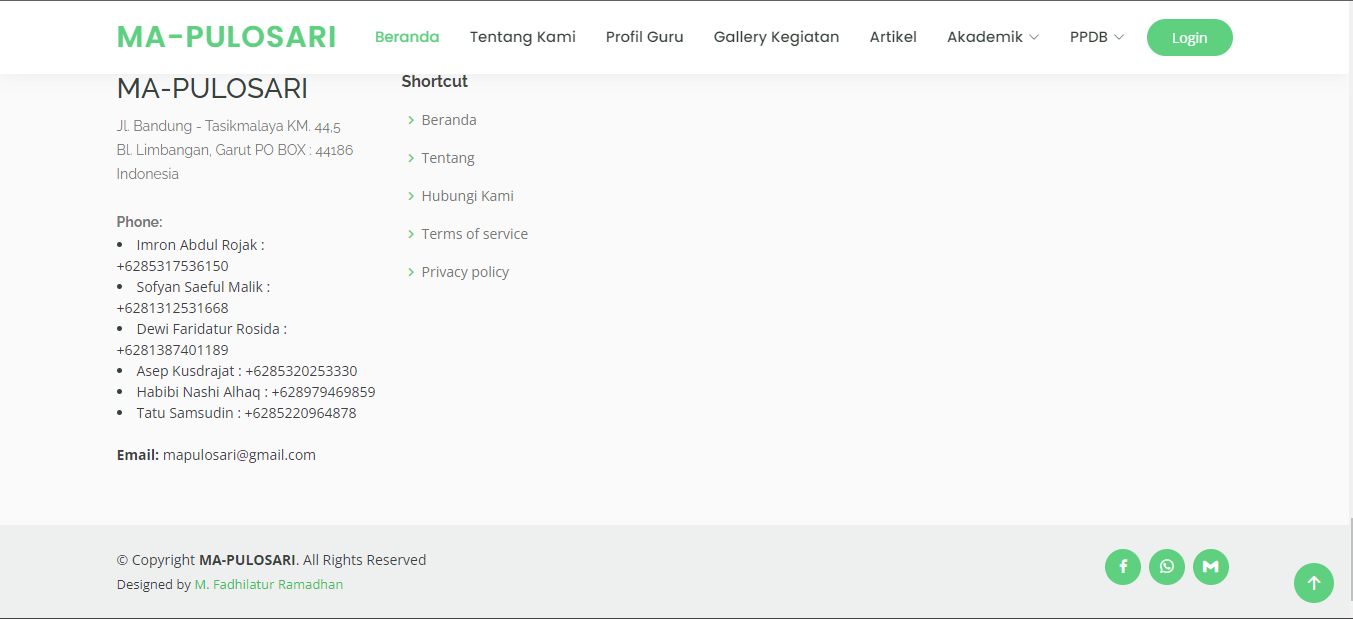 MA-PULOSARI
Beranda
Tentang Kami
Profil Guru
Gallery Kegiatan
Artikel
Akademik
PPDB
Login
MA-PULOSARI
Jl. Bandung - Tasikmalaya KM. 44,5
Bl. Limbangan, Garut PO BOX : 44186
Indonesia
Phone:
• Imron Abdul Rojak :
+6285317536150
• Sofyan Saeful Malik :
+6281312531668
• Dewi Faridatur Rosida :
+6281387401189
• Asep Kusdrajat : +6285320253330
• Habibi Nashi Alhaq : +628979469859
• Tatu Samsudin : +6285220964878
Email: mapulosari@gmail.com
Shortcut
Beranda
Tentang
Hubungi Kami
Terms of service
Privacy policy
© Copyright MA-PULOSARI. All Rights Reserved
Designed by M. Fadhilatur Ramadhan